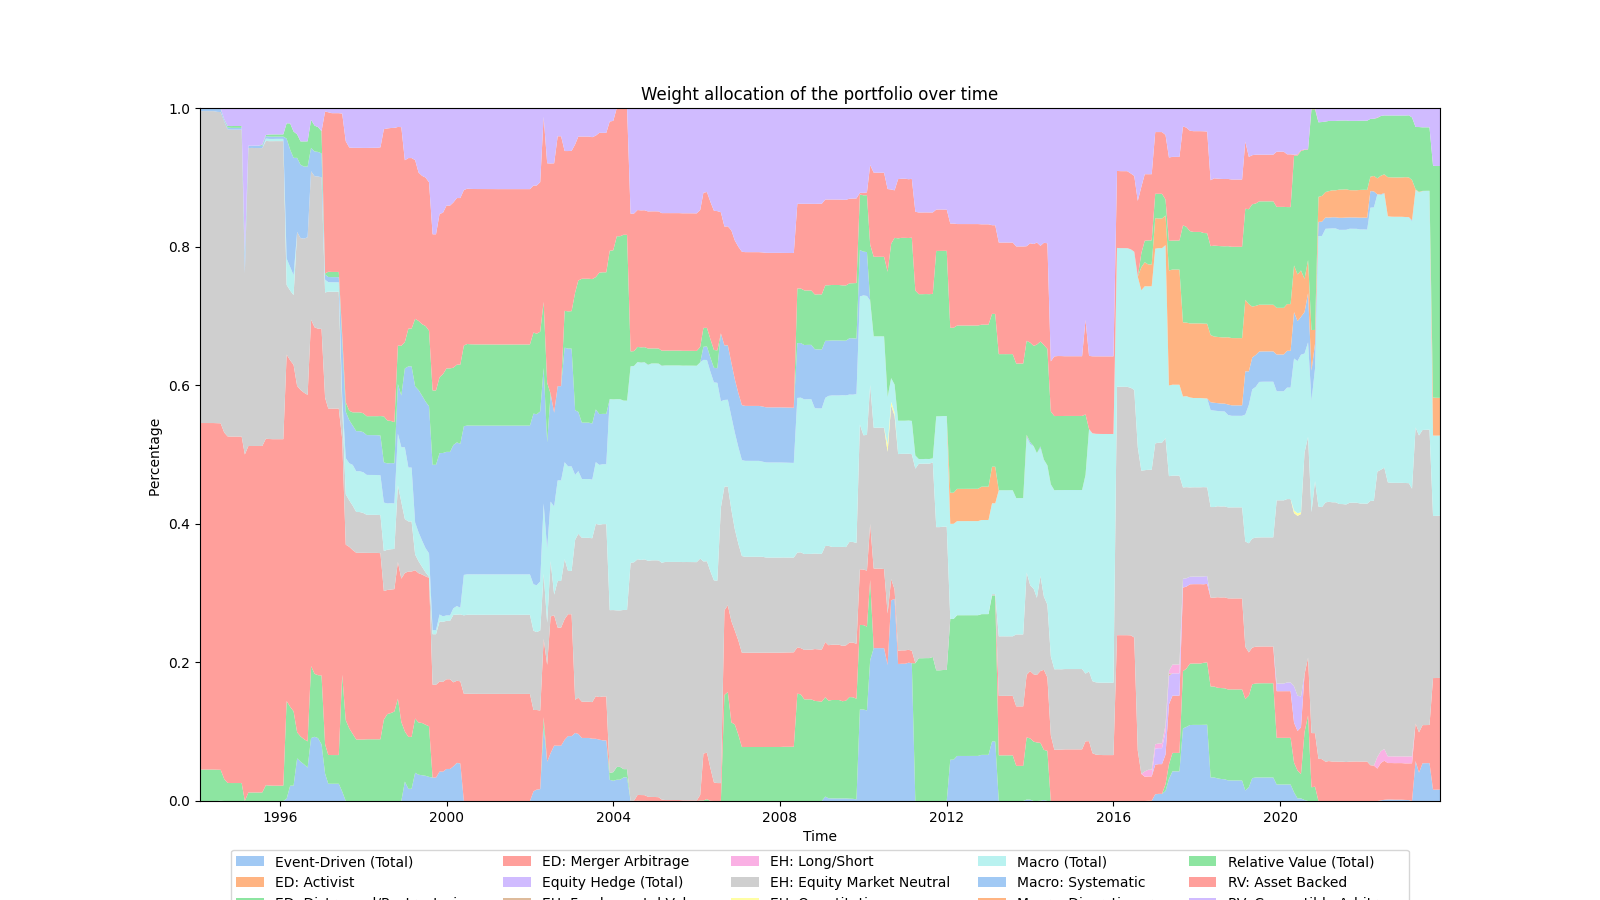 Weight allocation of the portfolio over time
1.0
0.8
0.6
0.4
0.2
0.0
Percentage
1996 2000 2004 2008 2012 2016 2020
Time
Event-Driven (Total) ED: Merger Arbitrage EH: Long/Short Macro (Total) Relative Value (Total)
ED: Activist Equity Hedge (Total) EH: Equity Market Neutral Macro: Systematic RV: Asset Backed